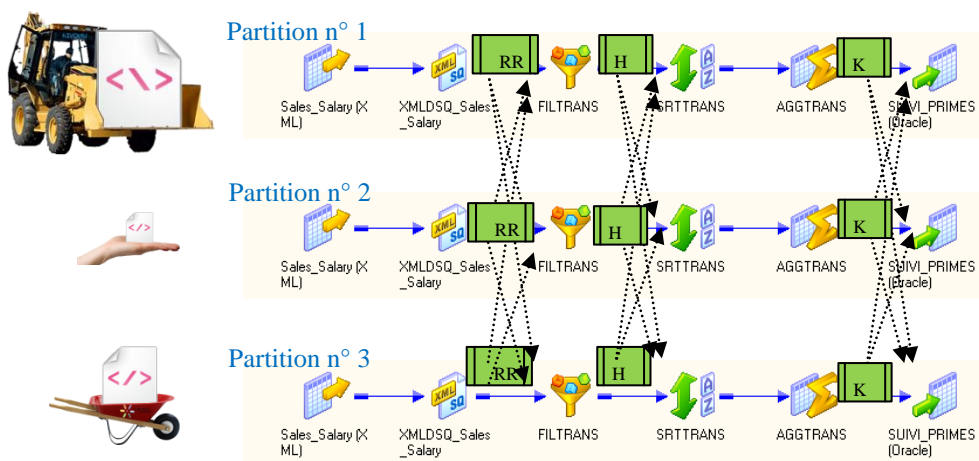 Partition n° 1
RR
H
K
Sales_Salary (X
ML)
XMLDSQ_Sales
_Salary
FILTRANS
SRTTRANS
AGGTRANS
SUIVI_PRIMES
(Oracle)
Partition n° 2
RR
H
K
Sales_Salary (X
ML)
XMLDSQ_Sales
_Salary
FILTRANS
SRTTRANS
AGGTRANS
SUIVI_PRIMES
(Oracle)
Partition n° 3
RR
H
K
Sales_Salary (X
ML)
XMLDSQ_Sales
_Salary
FILTRANS
SRTTRANS
AGGTRANS
SUIVI_PRIMES
(Oracle)